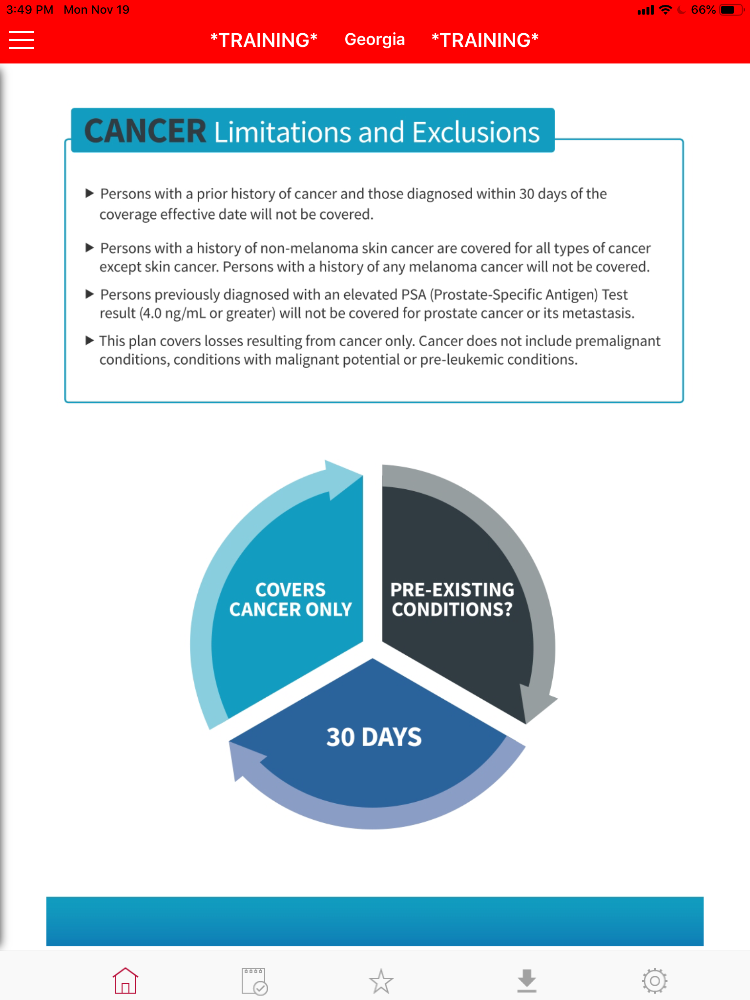 3:49 PM Mon Nov 19
66%
*TRAINING* Georgia *TRAINING*
CANCER Limitations and Exclusions
▶ Persons with a prior history of cancer and those diagnosed within 30 days of the
coverage effective date will not be covered.
▶ Persons with a history of non-melanoma skin cancer are covered for all types of cancer
except skin cancer. Persons with a history of any melanoma cancer will not be covered.
▶ Persons previously diagnosed with an elevated PSA (Prostate-Specific Antigen) Test
result (4.0 ng/mL or greater) will not be covered for prostate cancer or its metastasis.
▶ This plan covers losses resulting from cancer only. Cancer does not include premalignant
conditions, conditions with malignant potential or pre-leukemic conditions.
COVERS
CANCER ONLY
PRE-EXISTING
CONDITIONS?
30 DAYS